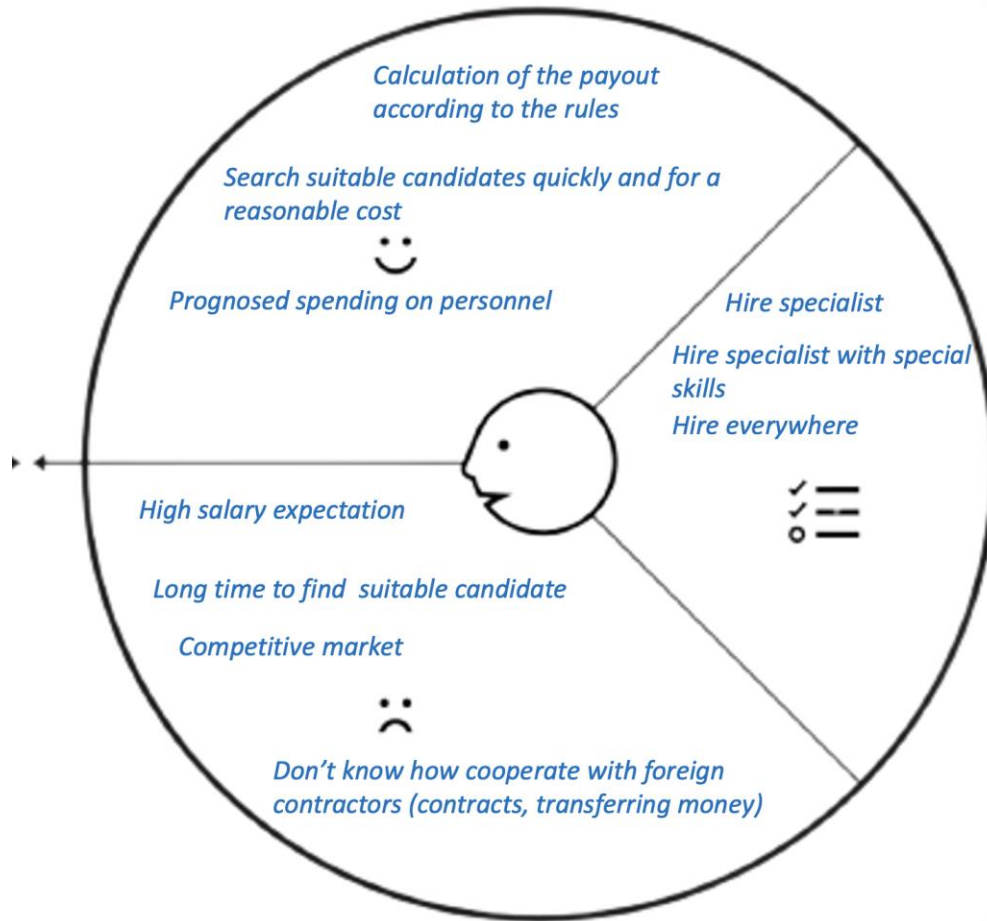 Calculation of the payout
according to the rules
Search suitable candidates quickly and for a
reasonable cost
Prognosed spending on personnel
Hire specialist
Hire specialist with special
skills
Hire everywhere
High salary expectation
Long time to find  suitable candidate
Competitive market
Don’t know how cooperate with foreign
contractors (contracts, transferring money)